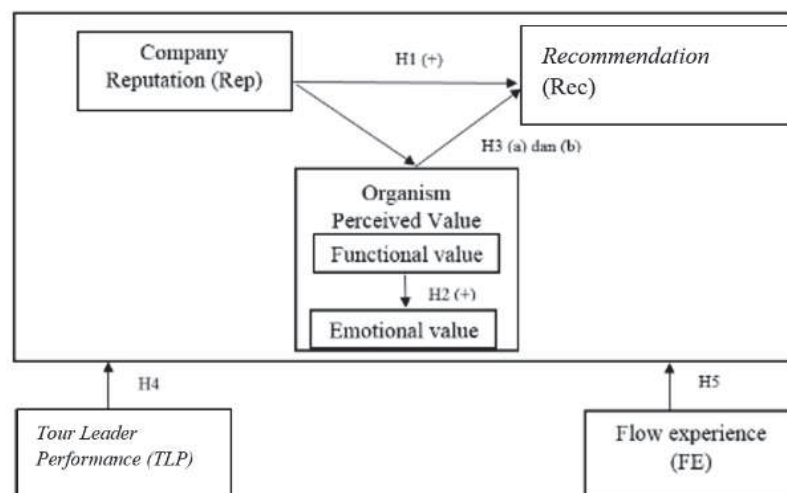 Company
Reputation (Rep)
H1 (+)
Recommendation
(Rec)
H3 (a) dan (b)
Organism
Perceived Value
Functional value
H2 (+)
Emotional value
H4
H5
Tour Leader
Performance (TLP)
Flow experience
(FE)